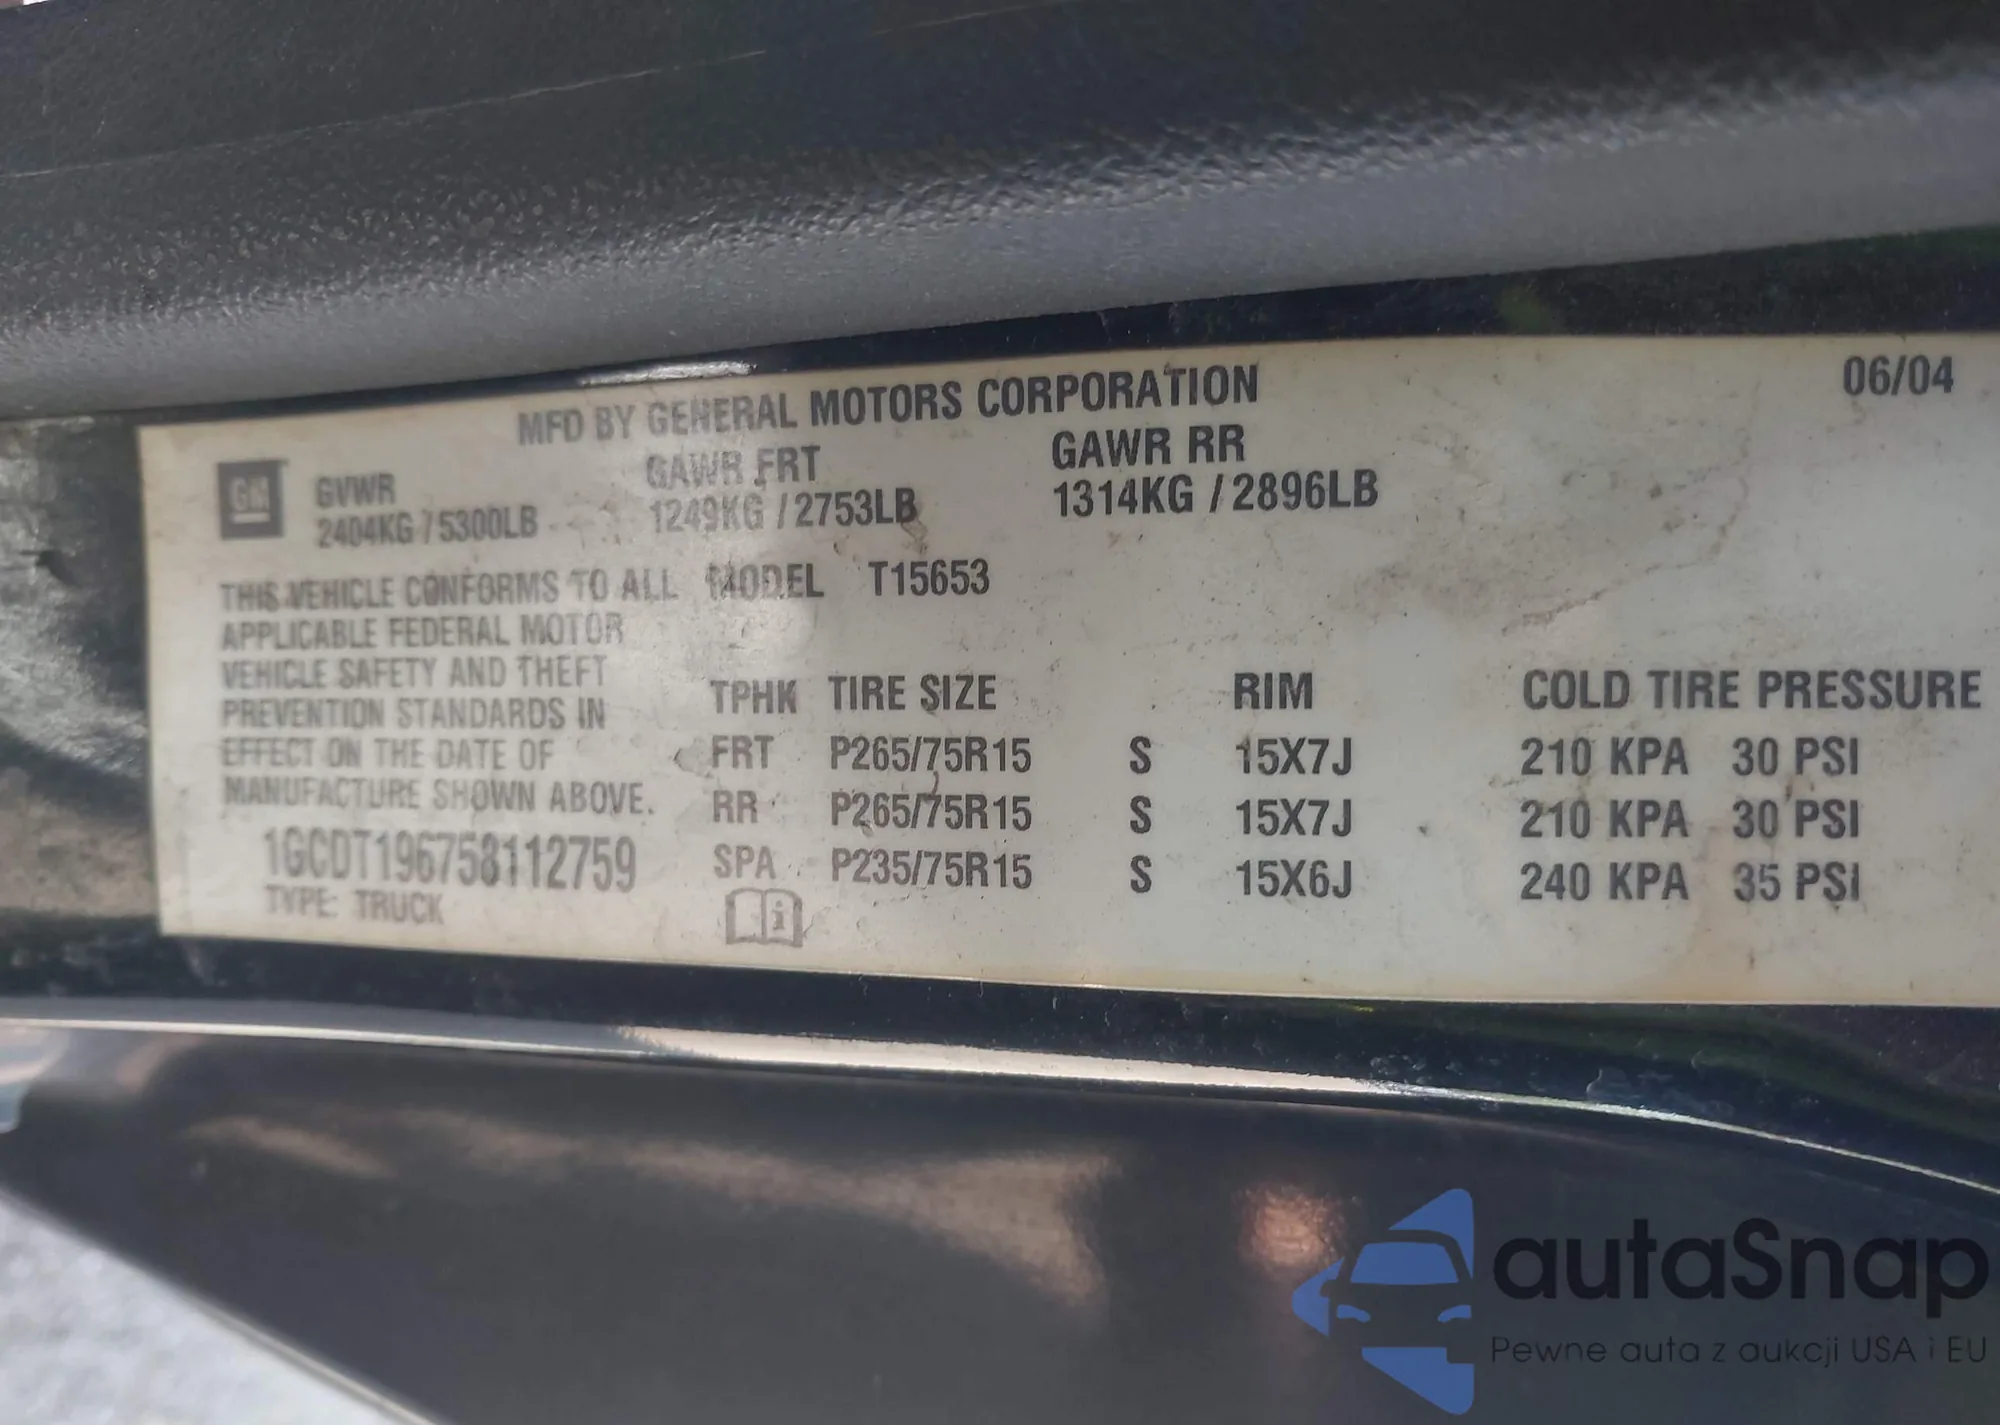 MFD BY GENERAL MOTORS CORPORATION 06/04
GM GVWR GAWR FRT GAWR RR
2404KG / 5300LB 1249KG / 2753LB 1314KG / 2896LB
THIS VEHICLE CONFORMS TO ALL MODEL T15653
APPLICABLE FEDERAL MOTOR
VEHICLE SAFETY AND THEFT
PREVENTION STANDARDS IN
EFFECT ON THE DATE OF
MANUFACTURE SHOWN ABOVE.
1GCDT196758112759
TYPE: TRUCK
TPHK TIRE SIZE RIM COLD TIRE PRESSURE
FRT P265/75R15 S 15X7J 210 KPA 30 PSI
RR P265/75R15 S 15X7J 210 KPA 30 PSI
SPA P235/75R15 S 15X6J 240 KPA 35 PSI
autaSnap
Pewne auta z aukcji USA i EU